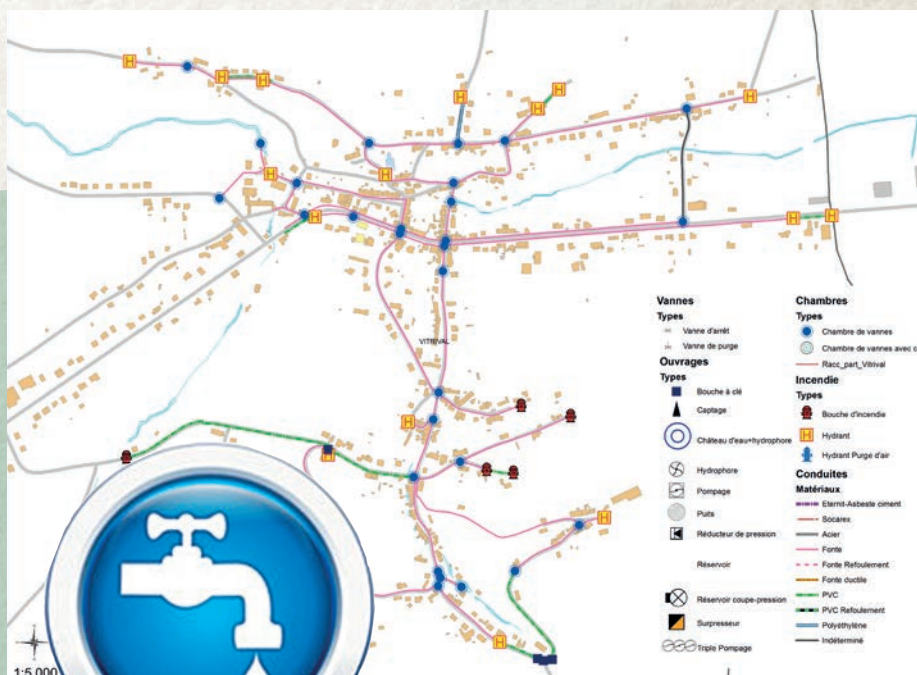 H
H
H
H
H
H
H
H
H
H
H
H
H
VITRIVAL
H
H
H
H
1:5 000
Vannes
Types
Vanne d'arrêt
Vanne de purge
Ouvrages
Types
Bouche à clé
Captage
Château d'eau+hydrophore
Hydrophore
Pompage
Puits
Réducteur de pression
Réservoir
Réservoir coupe-pression
Surpresseur
Triple Pompage
Chambres
Types
Chambre de vannes
Chambre de vannes avec c
Racc_part_Vitrival
Incendie
Types
Bouche d'incendie
H Hydrant
Hydrant Purge d'air
Conduites
Matériaux
Eternit-Asbeste ciment
Socarex
Acier
Fonte
Fonte Refoulement
Fonte ductile
PVC
PVC Refoulement
Polyéthylène
Indéterminé